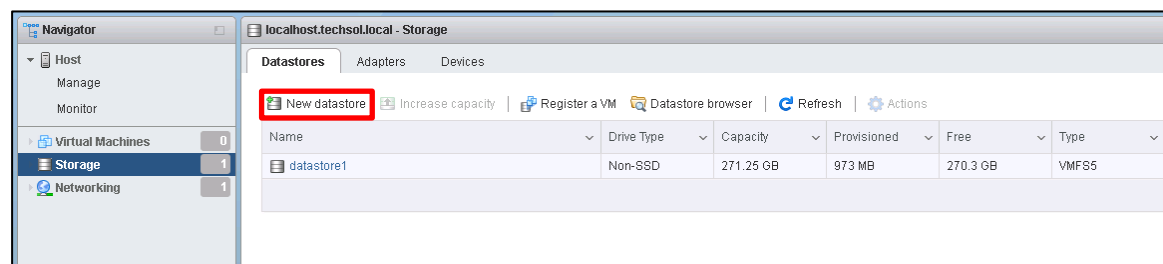 Navigator
Host
Manage
Monitor
Virtual Machines 0
Storage 1
Networking 1
localhost.techsol.local - Storage
Datastores Adapters Devices
New datastore Increase capacity Register a VM Datastore browser Refresh Actions
Name Drive Type Capacity Provisioned Free Type
datastore1 Non-SSD 271.25 GB 973 MB 270.3 GB VMFS5